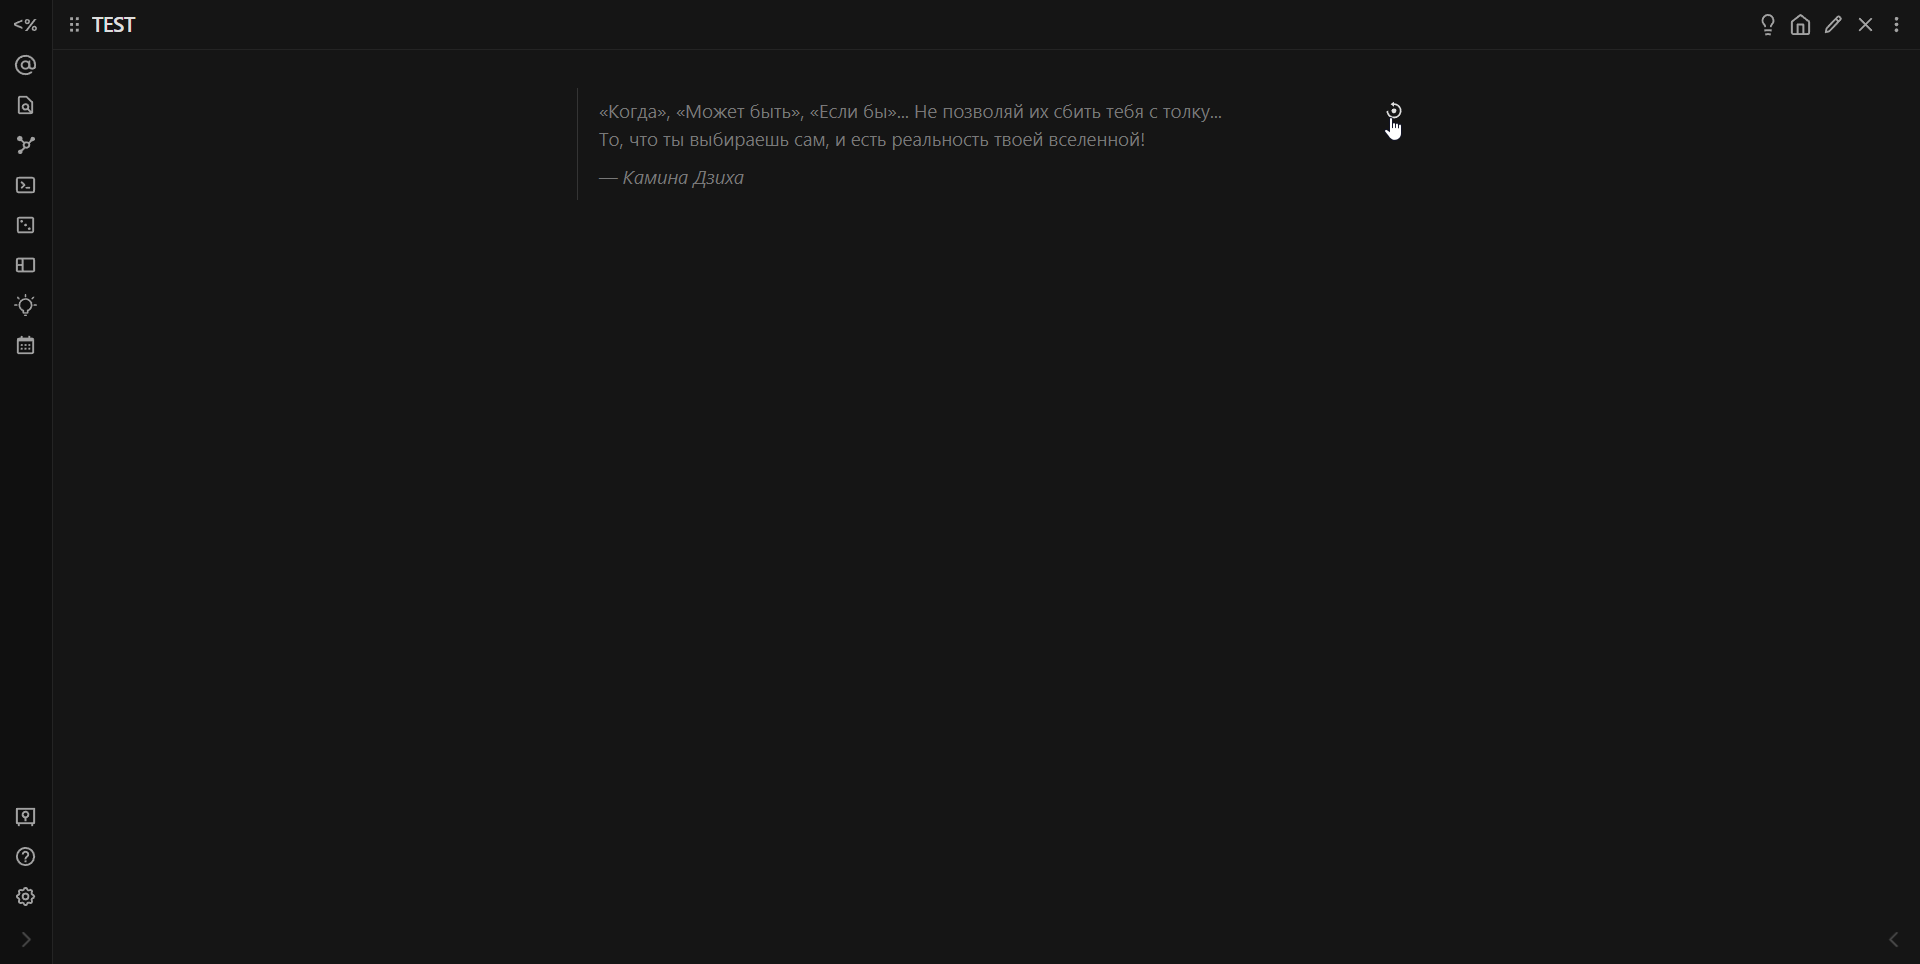 <%
TEST
«Когда», «Может быть», «Если бы»... Не позволяй их сбить тебя с толку...
То, что ты выбираешь сам, и есть реальность твоей вселенной!
— Камина Дзиха